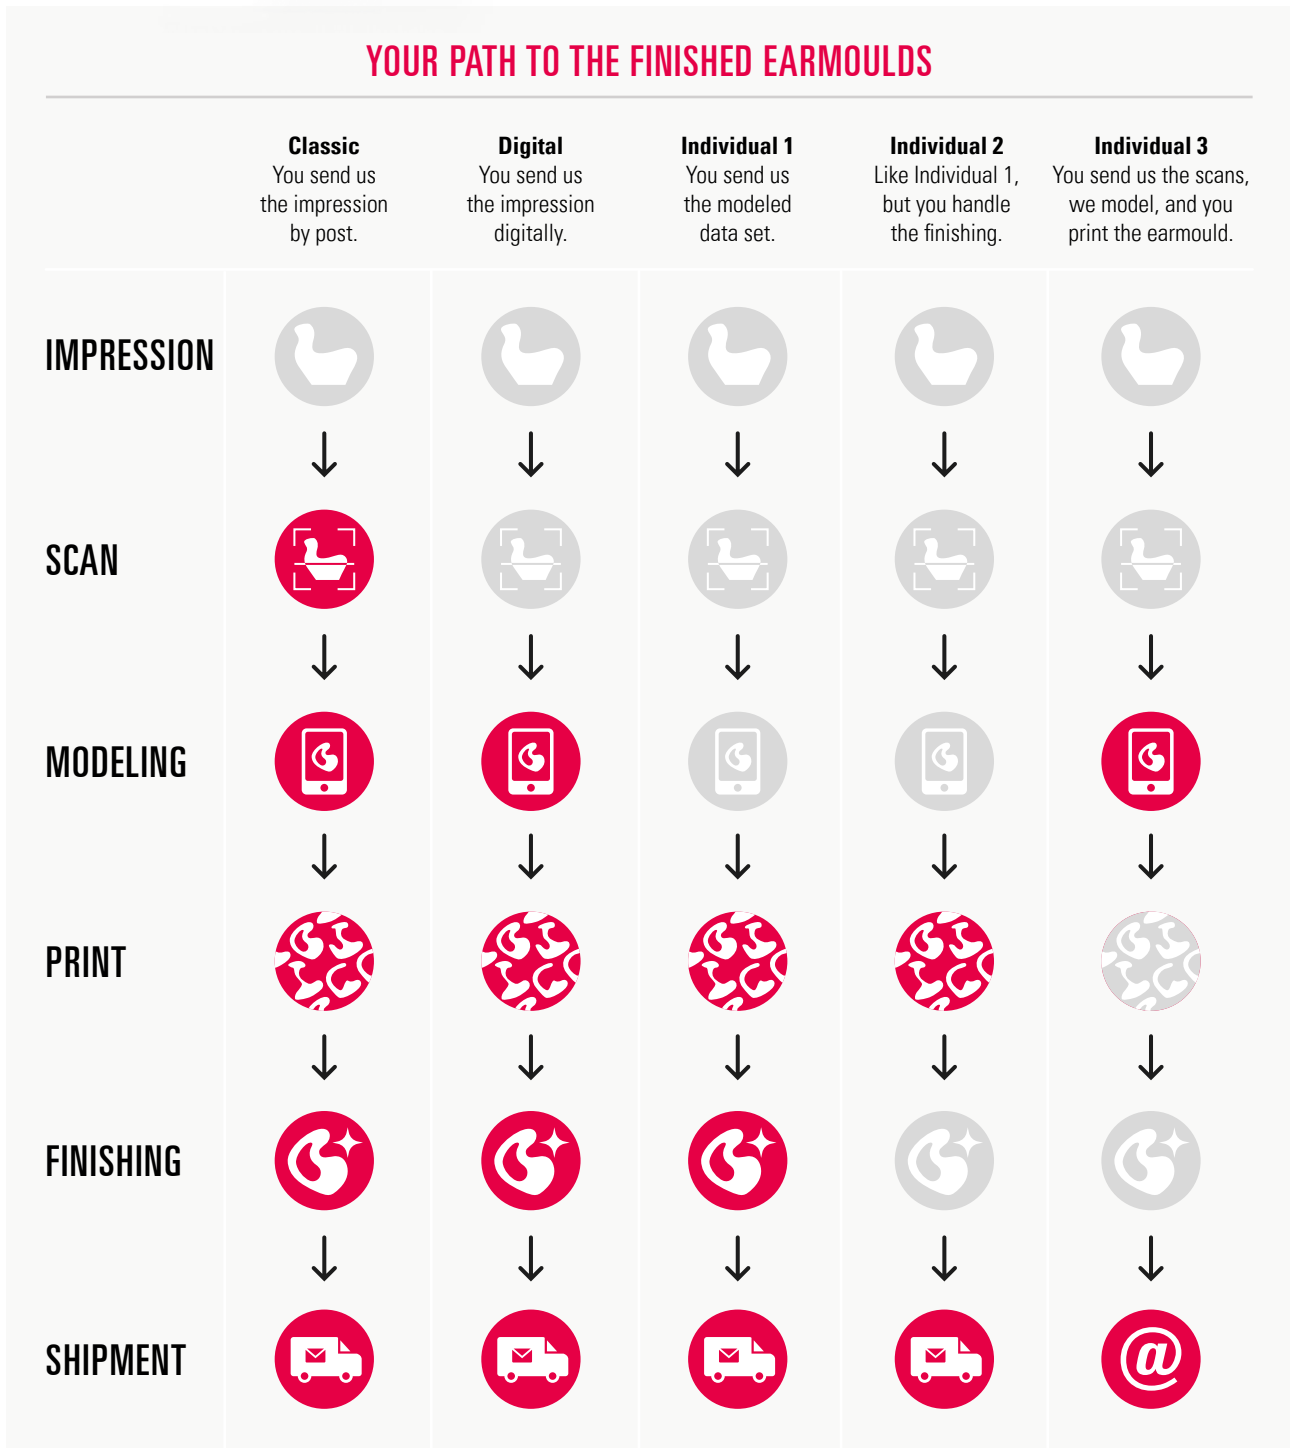 YOUR PATH TO THE FINISHED EARMOULDS
Classic
You send us
the impression
by post.
Digital
You send us
the impression
digitally.
Individual 1
You send us
the modeled
data set.
Individual 2
Like Individual 1,
but you handle
the finishing.
Individual 3
You send us the scans,
we model, and you
print the earmould.
IMPRESSION
SCAN
MODELING
PRINT
FINISHING
SHIPMENT
@